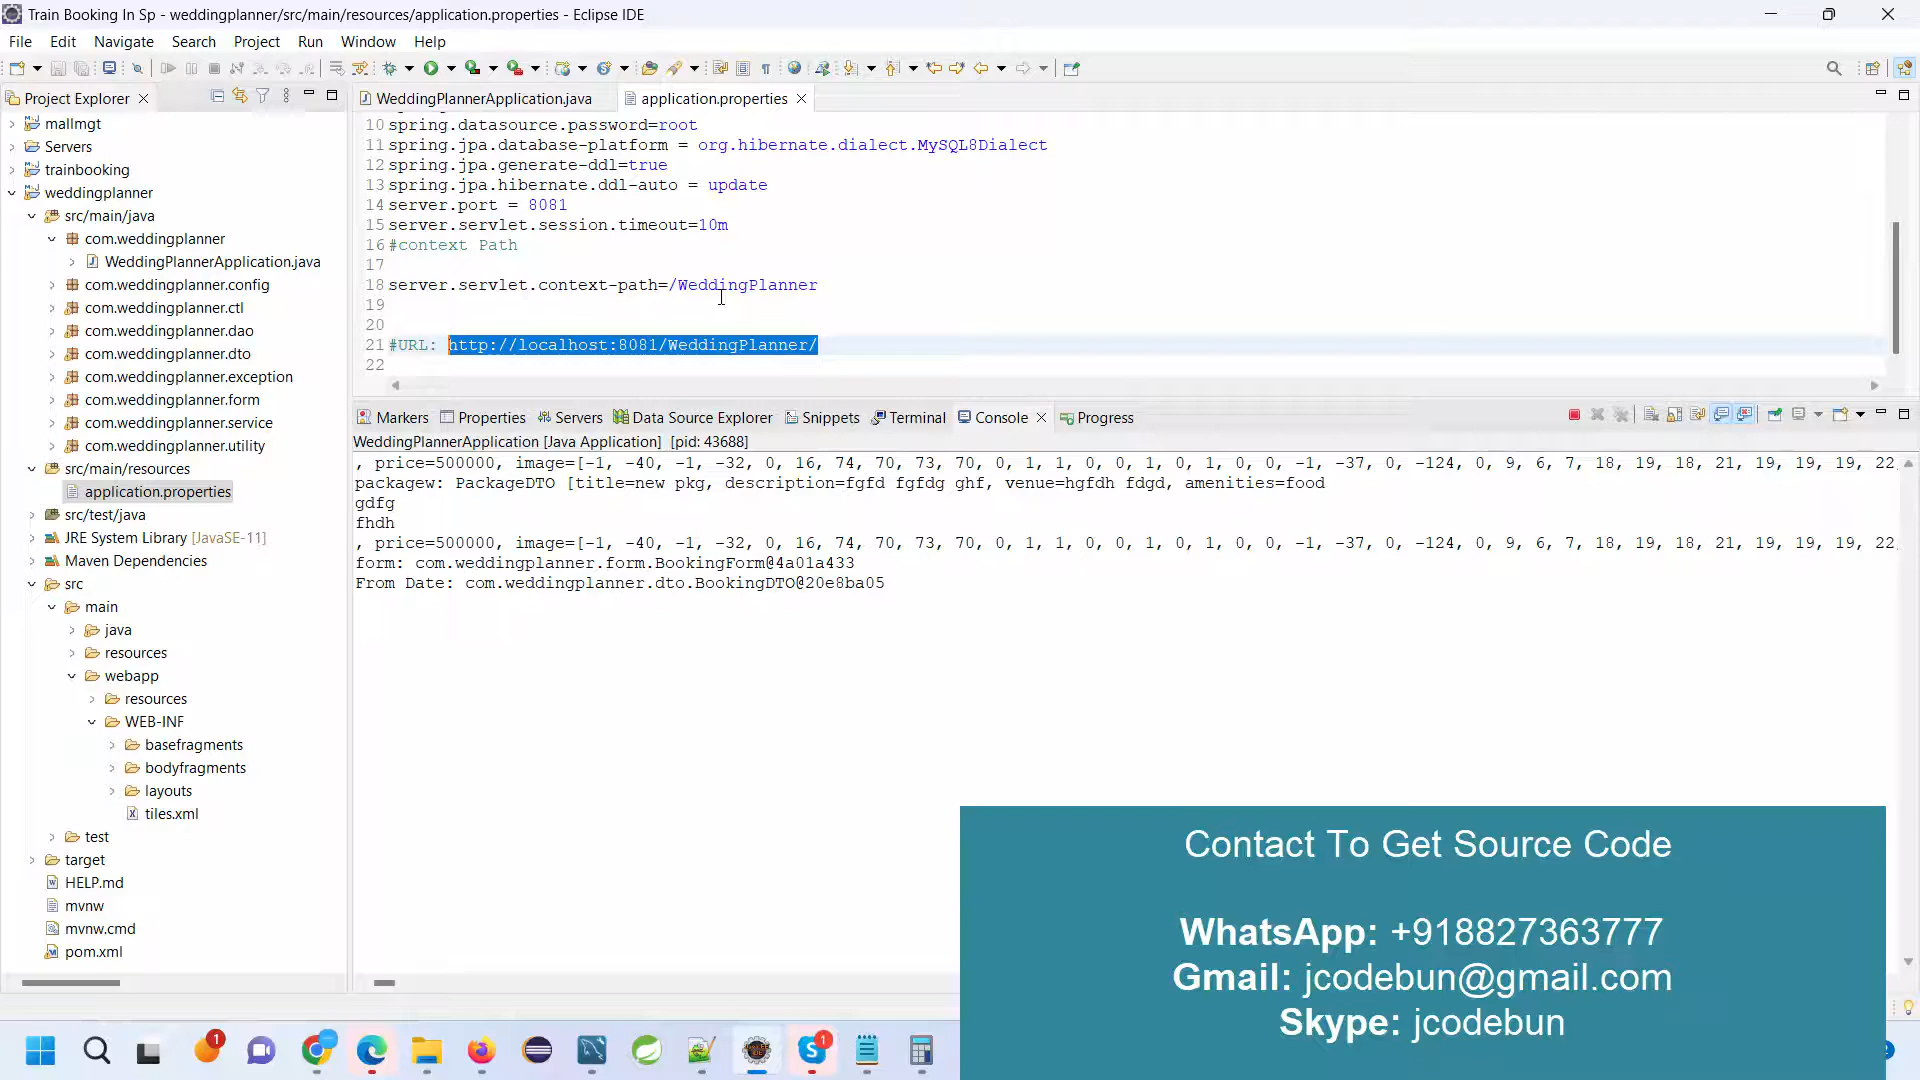 Train Booking In Sp - weddingplanner/src/main/resources/application.properties - Eclipse IDE
File Edit Navigate Search Project Run Window Help
Project Explorer
mallmgt
Servers
trainbooking
weddingplanner
src/main/java
com.weddingplanner
WeddingPlannerApplication.java
com.weddingplanner.config
com.weddingplanner.ctl
com.weddingplanner.dao
com.weddingplanner.dto
com.weddingplanner.exception
com.weddingplanner.form
com.weddingplanner.service
com.weddingplanner.utility
src/main/resources
application.properties
src/test/java
JRE System Library [JavaSE-11]
Maven Dependencies
src
main
java
resources
webapp
resources
WEB-INF
basefragments
bodyfragments
layouts
tiles.xml
test
target
HELP.md
mvnw
mvnw.cmd
pom.xml
WeddingPlannerApplication.java application.properties
10 spring.datasource.password=root
11 spring.jpa.database-platform = org.hibernate.dialect.MySQL8Dialect
12 spring.jpa.generate-ddl=true
13 spring.jpa.hibernate.ddl-auto = update
14 server.port = 8081
15 server.servlet.session.timeout=10m
16 #context Path
17
18 server.servlet.context-path=/WeddingPlanner
19
20
21 #URL: http://localhost:8081/WeddingPlanner/
22
Markers Properties Servers Data Source Explorer Snippets Terminal Console Progress
WeddingPlannerApplication [Java Application] [pid: 43688]
, price=500000, image=[-1, -40, -1, -32, 0, 16, 74, 70, 73, 70, 0, 1, 1, 0, 0, 1, 0, 1, 0, 0, -1, -37, 0, -124, 0, 9, 6, 7, 18, 19, 18, 21, 19, 19, 19, 22,
packagew: PackageDTO [title=new pkg, description=fgfd fgfdg ghf, venue=hgfdh fdgd, amenities=food
gdfg
fhdh
, price=500000, image=[-1, -40, -1, -32, 0, 16, 74, 70, 73, 70, 0, 1, 1, 0, 0, 1, 0, 1, 0, 0, -1, -37, 0, -124, 0, 9, 6, 7, 18, 19, 18, 21, 19, 19, 19, 22,
form: com.weddingplanner.form.BookingForm@4a01a433
From Date: com.weddingplanner.dto.BookingDTO@20e8ba05
Contact To Get Source Code
WhatsApp: +918827363777
Gmail: jcodebun@gmail.com
Skype: jcodebun
1
1